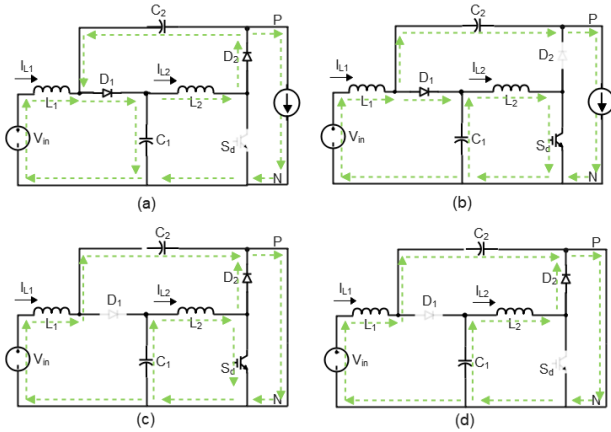 C2 P
IL1 D1 IL2 D2
L1 L2
Vin C1 Sd
N
(a)
C2 P
IL1 D1 IL2 D2
L1 L2
Vin C1 Sd
N
(b)
C2 P
IL1 D1 IL2 D2
L1 L2
Vin C1 Sd
N
(c)
C2 P
IL1 D1 IL2 D2
L1 L2
Vin C1 Sd
N
(d)